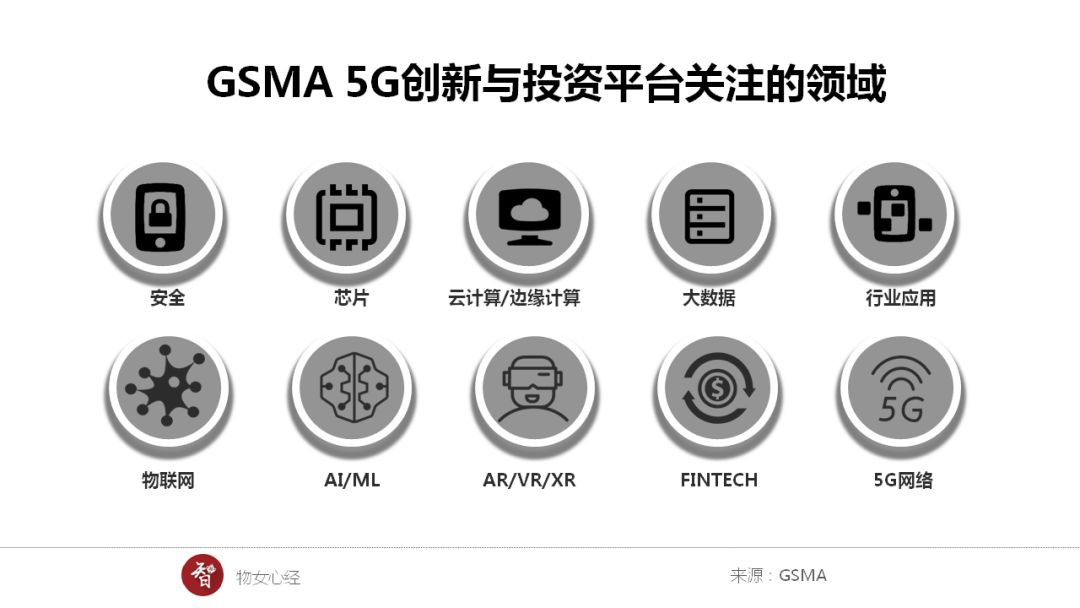 GSMA 5G创新与投资平台关注的领域
安全
芯片
云计算/边缘计算
大数据
行业应用
$
5G
物联网
AI/ML
AR/VR/XR
FINTECH
5G网络
智
物女心经
来源：GSMA